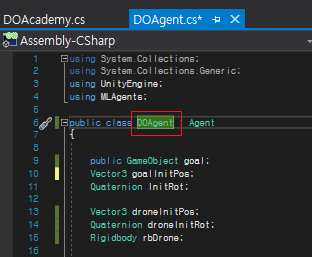 DOAcademy.cs
DOAgent.cs*
Assembly-CSharp
1 using System.Collections;
2 using System.Collections.Generic;
3 using UnityEngine;
4 using MLAgents;
5
6 public class DOAgent : Agent
7 {
8
9 public GameObject goal;
10 Vector3 goalInitPos;
11 Quaternion InitRot;
12
13 Vector3 droneInitPos;
14 Quaternion droneInitRot;
15 Rigidbody rbDrone;
16